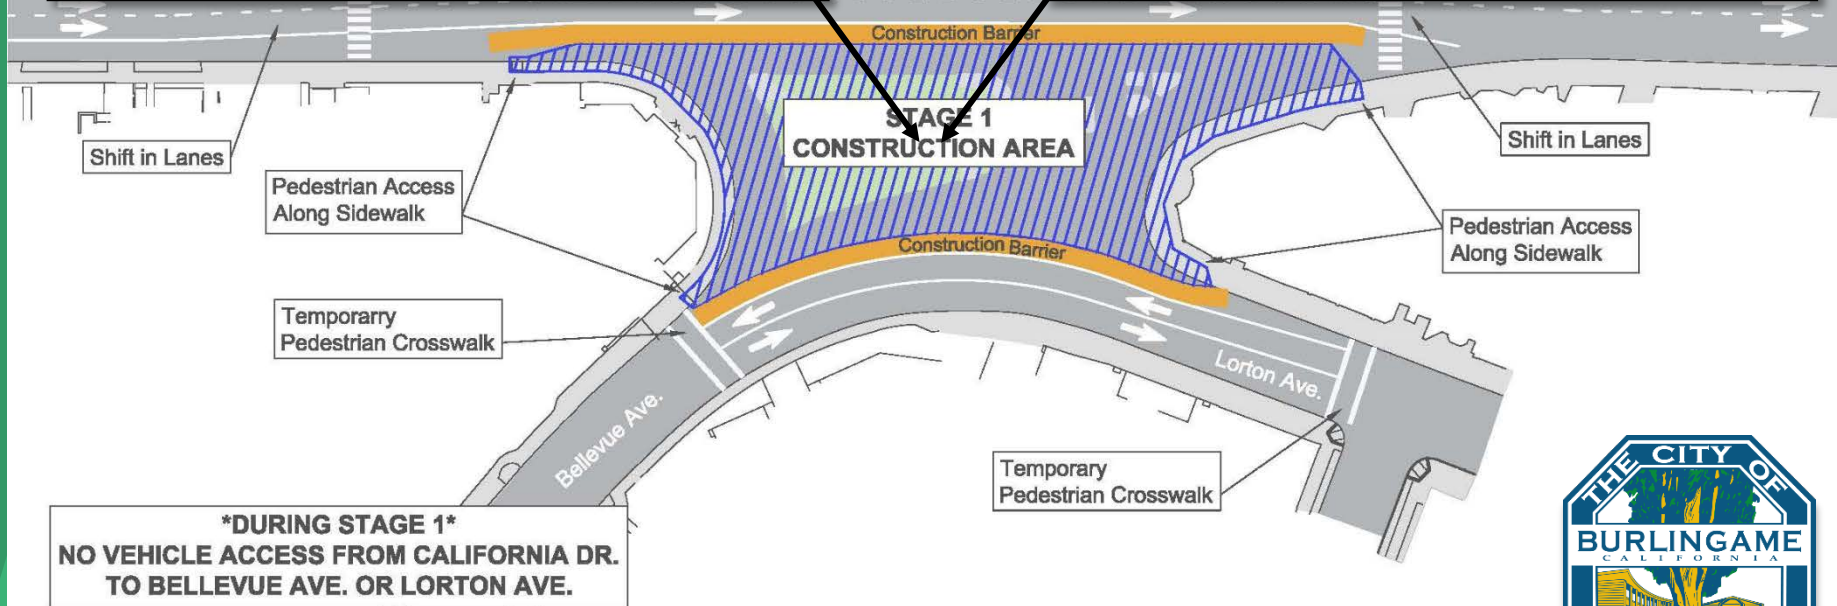 Construction Barrier
STAGE 1
CONSTRUCTION AREA
Shift in Lanes
Shift in Lanes
Pedestrian Access
Along Sidewalk
Pedestrian Access
Along Sidewalk
Construction Barrier
Temporarry
Pedestrian Crosswalk
Lorton Ave.
Bellevue Ave.
Temporary
Pedestrian Crosswalk
*DURING STAGE 1*
NO VEHICLE ACCESS FROM CALIFORNIA DR.
TO BELLEVUE AVE. OR LORTON AVE.
THE CITY OF
BURLINGAME
CALIFORNIA